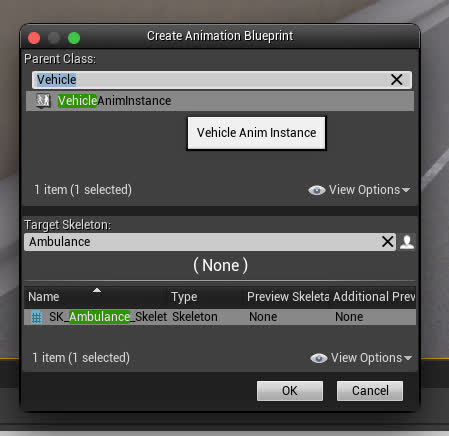 Create Animation Blueprint
Parent Class:
Vehicle
VehicleAnimInstance
Vehicle Anim Instance
1 item (1 selected)
View Options
Target Skeleton:
Ambulance
( None )
Name Type Preview Skeleta Additional Prev
SK_Ambulance_Skelet Skeleton None None
1 item (1 selected)
View Options
OK Cancel